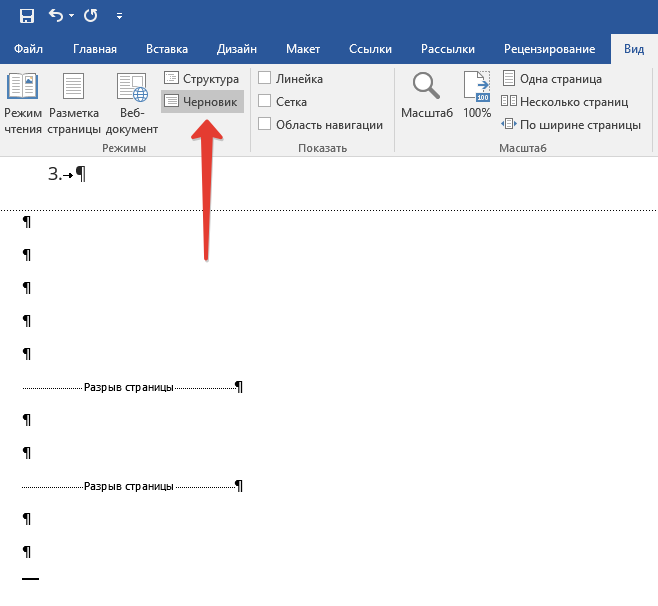 Файл Главная Вставка Дизайн Макет Ссылки Рассылки Рецензирование Вид
Режим чтения
Разметка страницы
Веб-документ
Структура
Черновик
Режимы
Линейка
Сетка
Область навигации
Показать
Масштаб
100
100%
Одна страница
Несколько страниц
По ширине страницы
Масштаб
3.→¶
¶
¶
¶
¶
¶
Разрыв страницы¶
¶
¶
Разрыв страницы¶
¶
¶